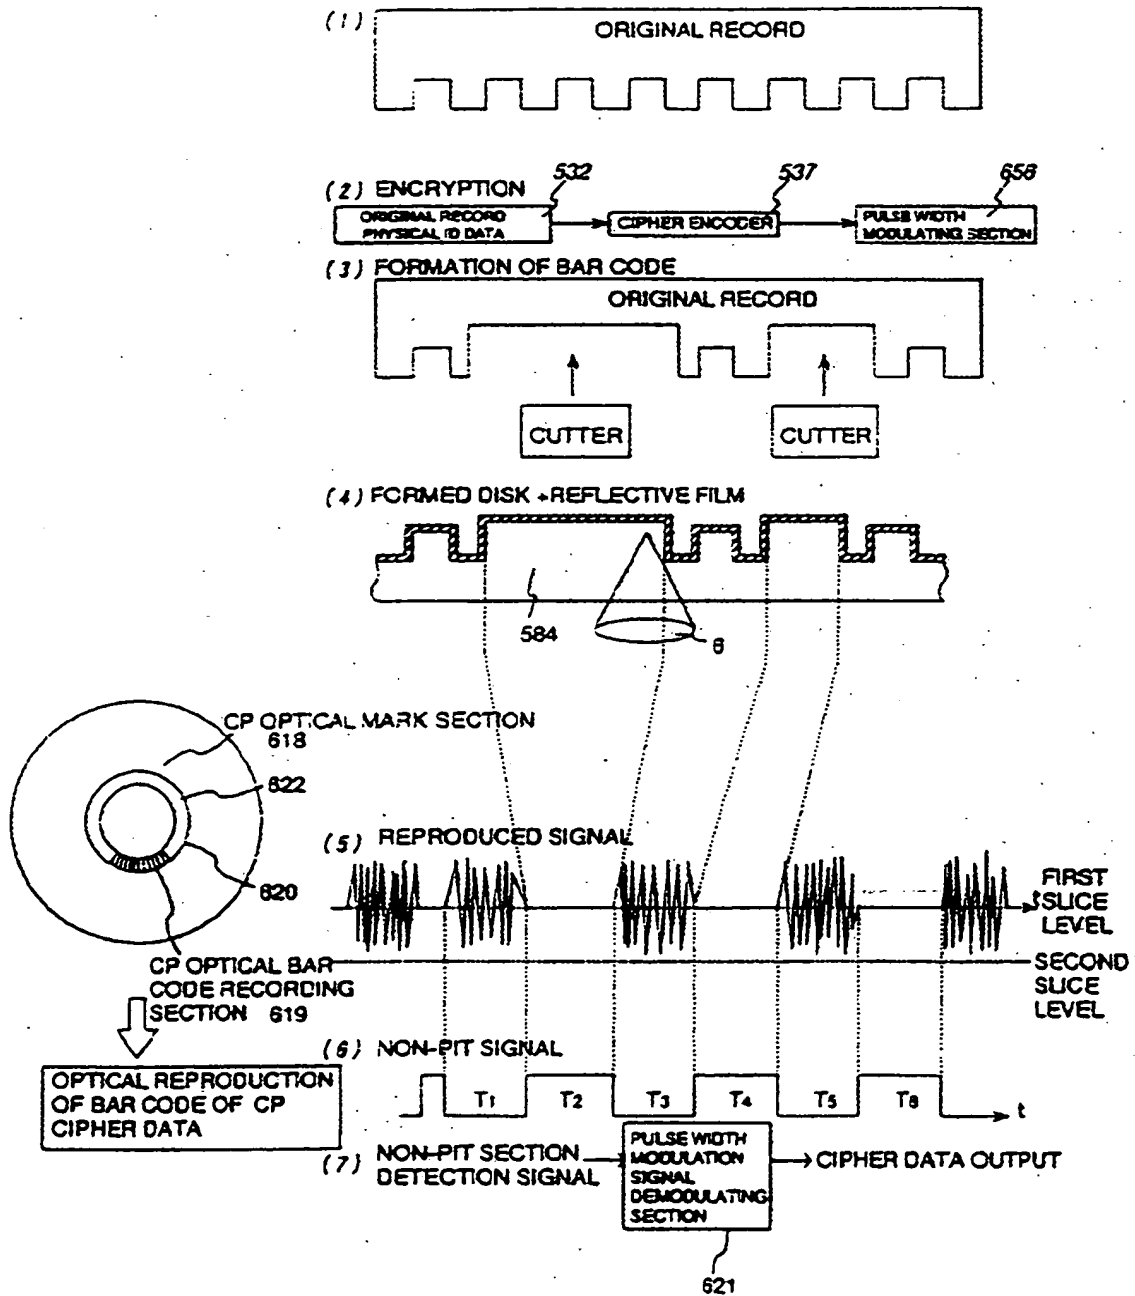 (1)
ORIGINAL RECORD
(2) ENCRYPTION
532
537
656
ORIGINAL RECORD
PHYSICAL ID DATA
CIPHER ENCODER
PULSE WIDTH
MODULATING SECTION
(3) FORMATION OF BAR CODE
ORIGINAL RECORD
CUTTER
CUTTER
(4) FORMED DISK +REFLECTIVE FILM
584
6
CP OPTICAL MARK SECTION
618
622
620
CP OPTICAL BAR
CODE RECORDING
SECTION 619
OPTICAL REPRODUCTION
OF BAR CODE OF CP
CIPHER DATA
(5) REPRODUCED SIGNAL
t
FIRST
SLICE
LEVEL
SECOND
SLICE
LEVEL
(6) NON-PIT SIGNAL
T1 T2 T3 T4 T5 T6
t
(7) NON-PIT SECTION
DETECTION SIGNAL
PULSE WIDTH
MODULATION
SIGNAL
DEMODULATING
SECTION
CIPHER DATA OUTPUT
621